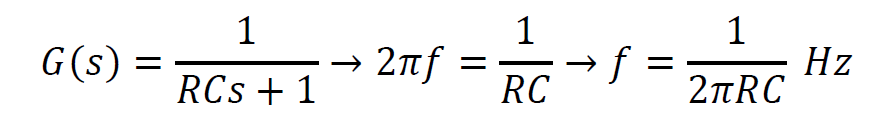 G(s) = 1/(RCs + 1) → 2πf = 1/RC → f = 1/(2πRC) Hz